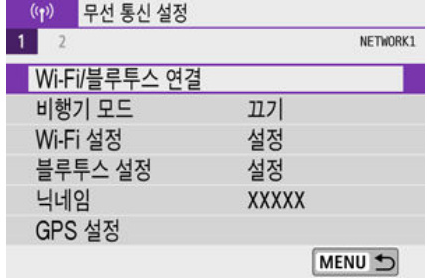 무선 통신 설정
1 2 NETWORK1
Wi-Fi/블루투스 연결
비행기 모드 끄기
Wi-Fi 설정 설정
블루투스 설정 설정
닉네임 XXXXX
GPS 설정
MENU